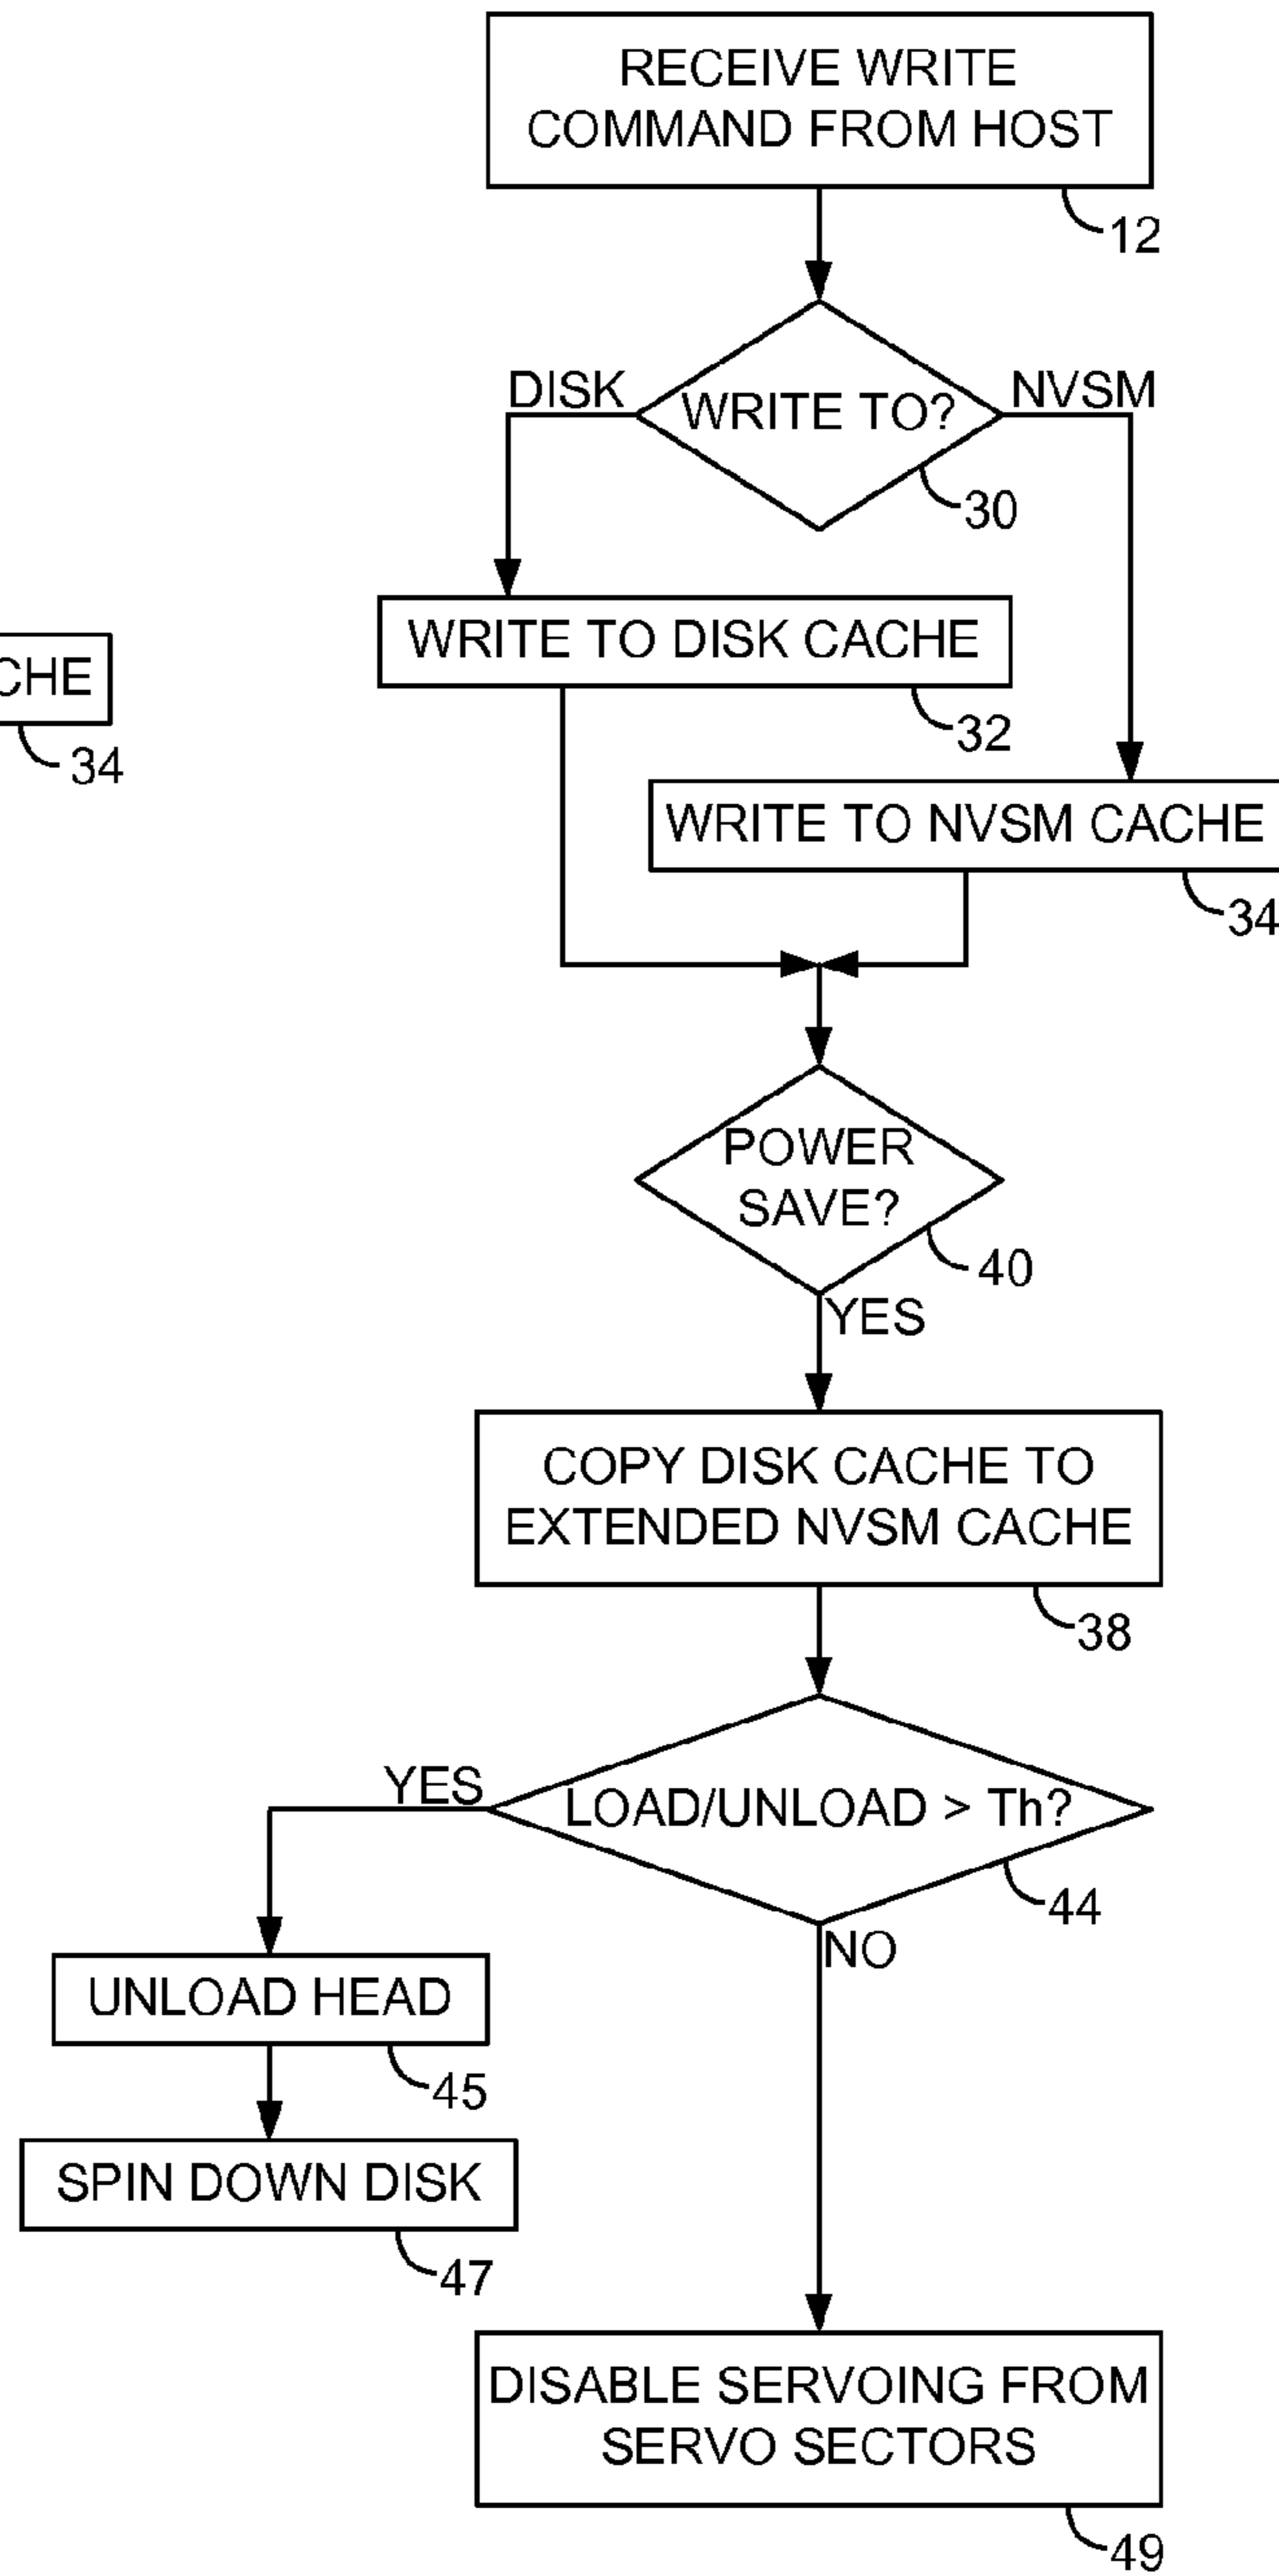 RECEIVE WRITE
COMMAND FROM HOST
12
DISK
WRITE TO?
NVSM
30
WRITE TO DISK CACHE
32
CHE
34
WRITE TO NVSM CACHE
34
POWER
SAVE?
40
YES
COPY DISK CACHE TO
EXTENDED NVSM CACHE
38
YES
LOAD/UNLOAD > Th?
44
NO
UNLOAD HEAD
45
SPIN DOWN DISK
47
DISABLE SERVOING FROM
SERVO SECTORS
49